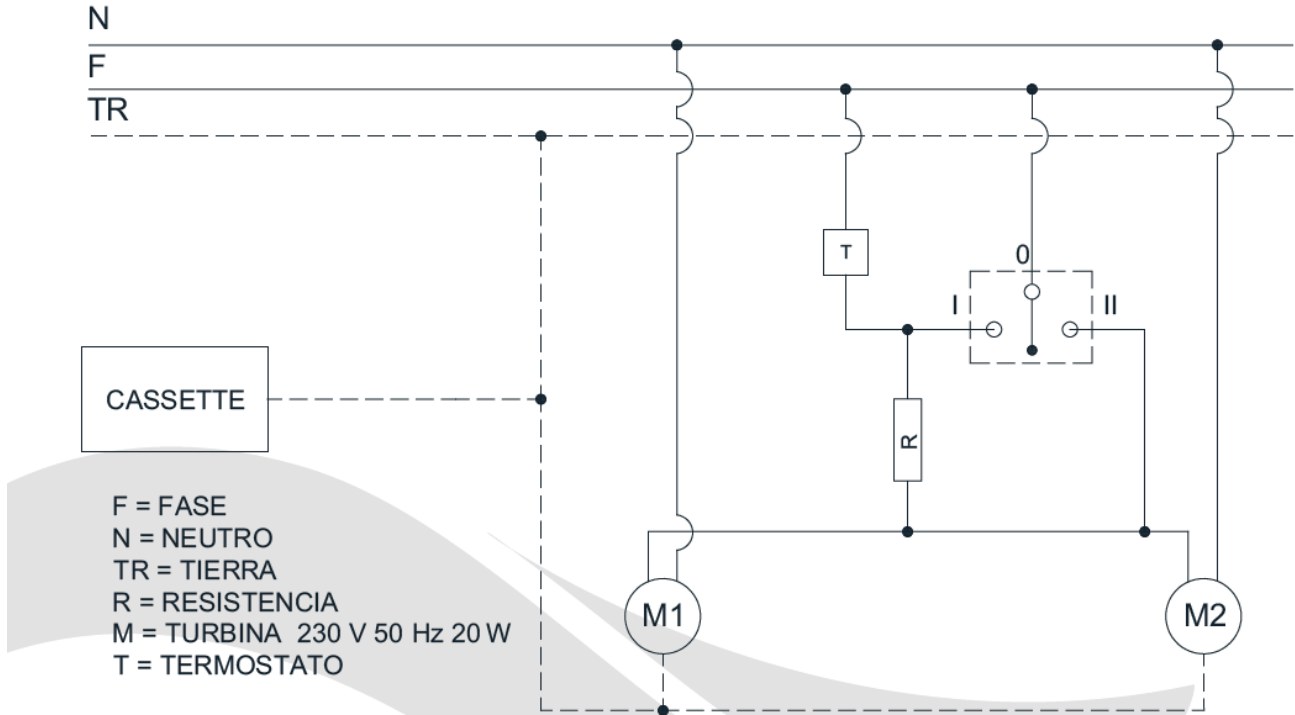 N
F
TR
0
T
I
II
CASSETTE
R
F = FASE
N = NEUTRO
TR = TIERRA
R = RESISTENCIA
M = TURBINA 230 V 50 Hz 20 W
T = TERMOSTATO
M1
M2